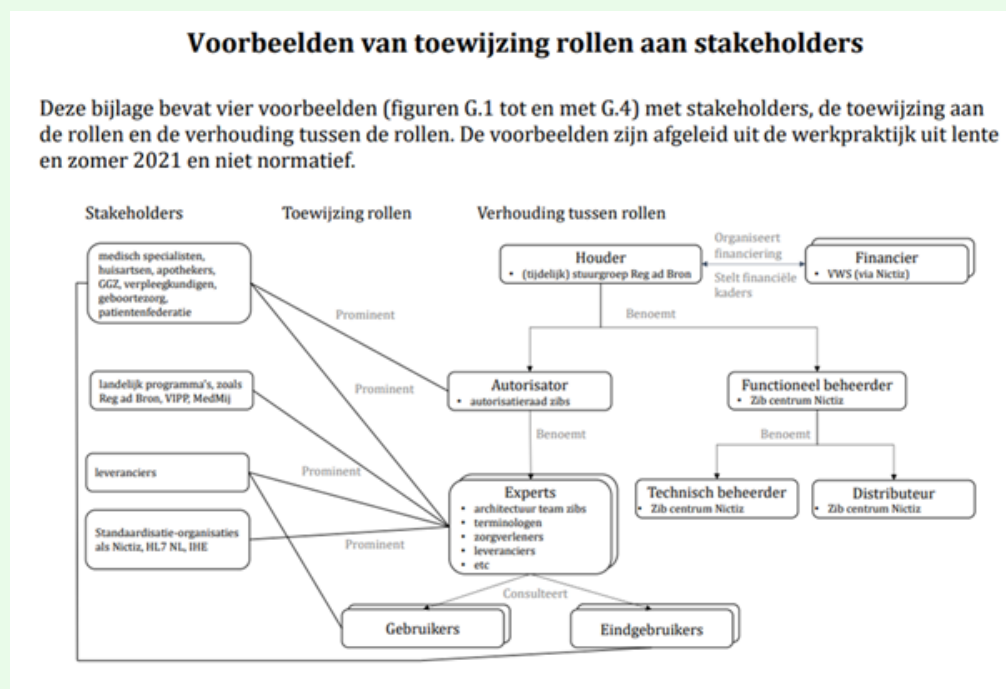 Voorbeelden van toewijzing rollen aan stakeholders
Deze bijlage bevat vier voorbeelden (figuren G.1 tot en met G.4) met stakeholders, de toewijzing aan
de rollen en de verhouding tussen de rollen. De voorbeelden zijn afgeleid uit de werkpraktijk uit lente
en zomer 2021 en niet normatief.
Stakeholders
Toewijzing rollen
Verhouding tussen rollen
medisch specialisten,
huisartsen, apothekers,
GGZ, verpleegkundigen,
geboortezorg,
patientenfederatie
landelijk programma's, zoals
Reg ad Bron, VIPP, MedMij
leveranciers
Standaardisatie-organisaties
als Nictiz, HL7 NL, IHE
Prominent
Prominent
Prominent
Prominent
Houder
• (tijdelijk) stuurgroep Reg ad Bron
Organiseert
financiering
Stelt financiële
kaders
Financier
• VWS (via Nictiz)
Benoemt
Autorisator
• autorisatieraad zibs
Functioneel beheerder
• Zib centrum Nictiz
Benoemt
Benoemt
Experts
• architectuur team zibs
• terminologen
• zorgverleners
• leveranciers
• etc
Technisch beheerder
• Zib centrum Nictiz
Distributeur
• Zib centrum Nictiz
Consulteert
Gebruikers
Eindgebruikers